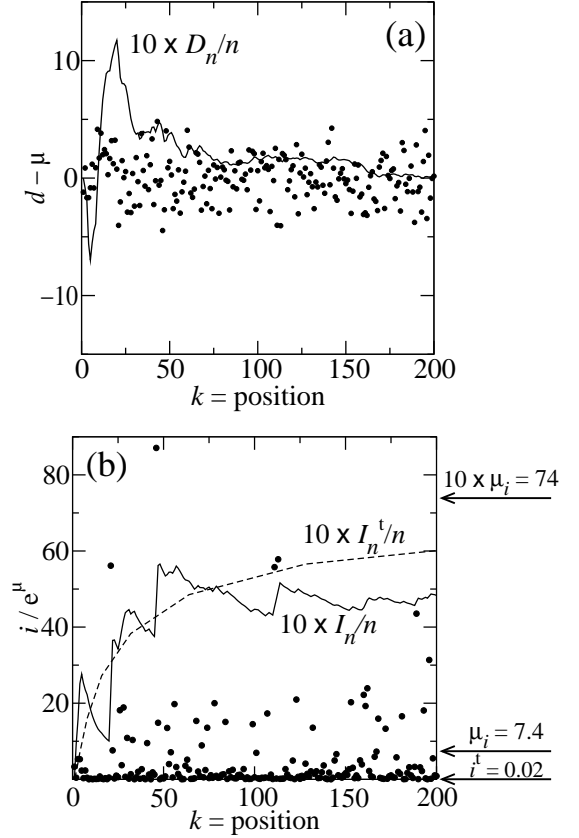 (a)
10 × D_n/n
10
0
−10
d − μ
0 50 100 150 200
k = position
(b)
80
60
40
20
i / e^μ
10 × I_n^t/n
10 × I_n/n
10 × μ_i = 74
μ_i = 7.4
i^t = 0.02
0 50 100 150 200
k = position